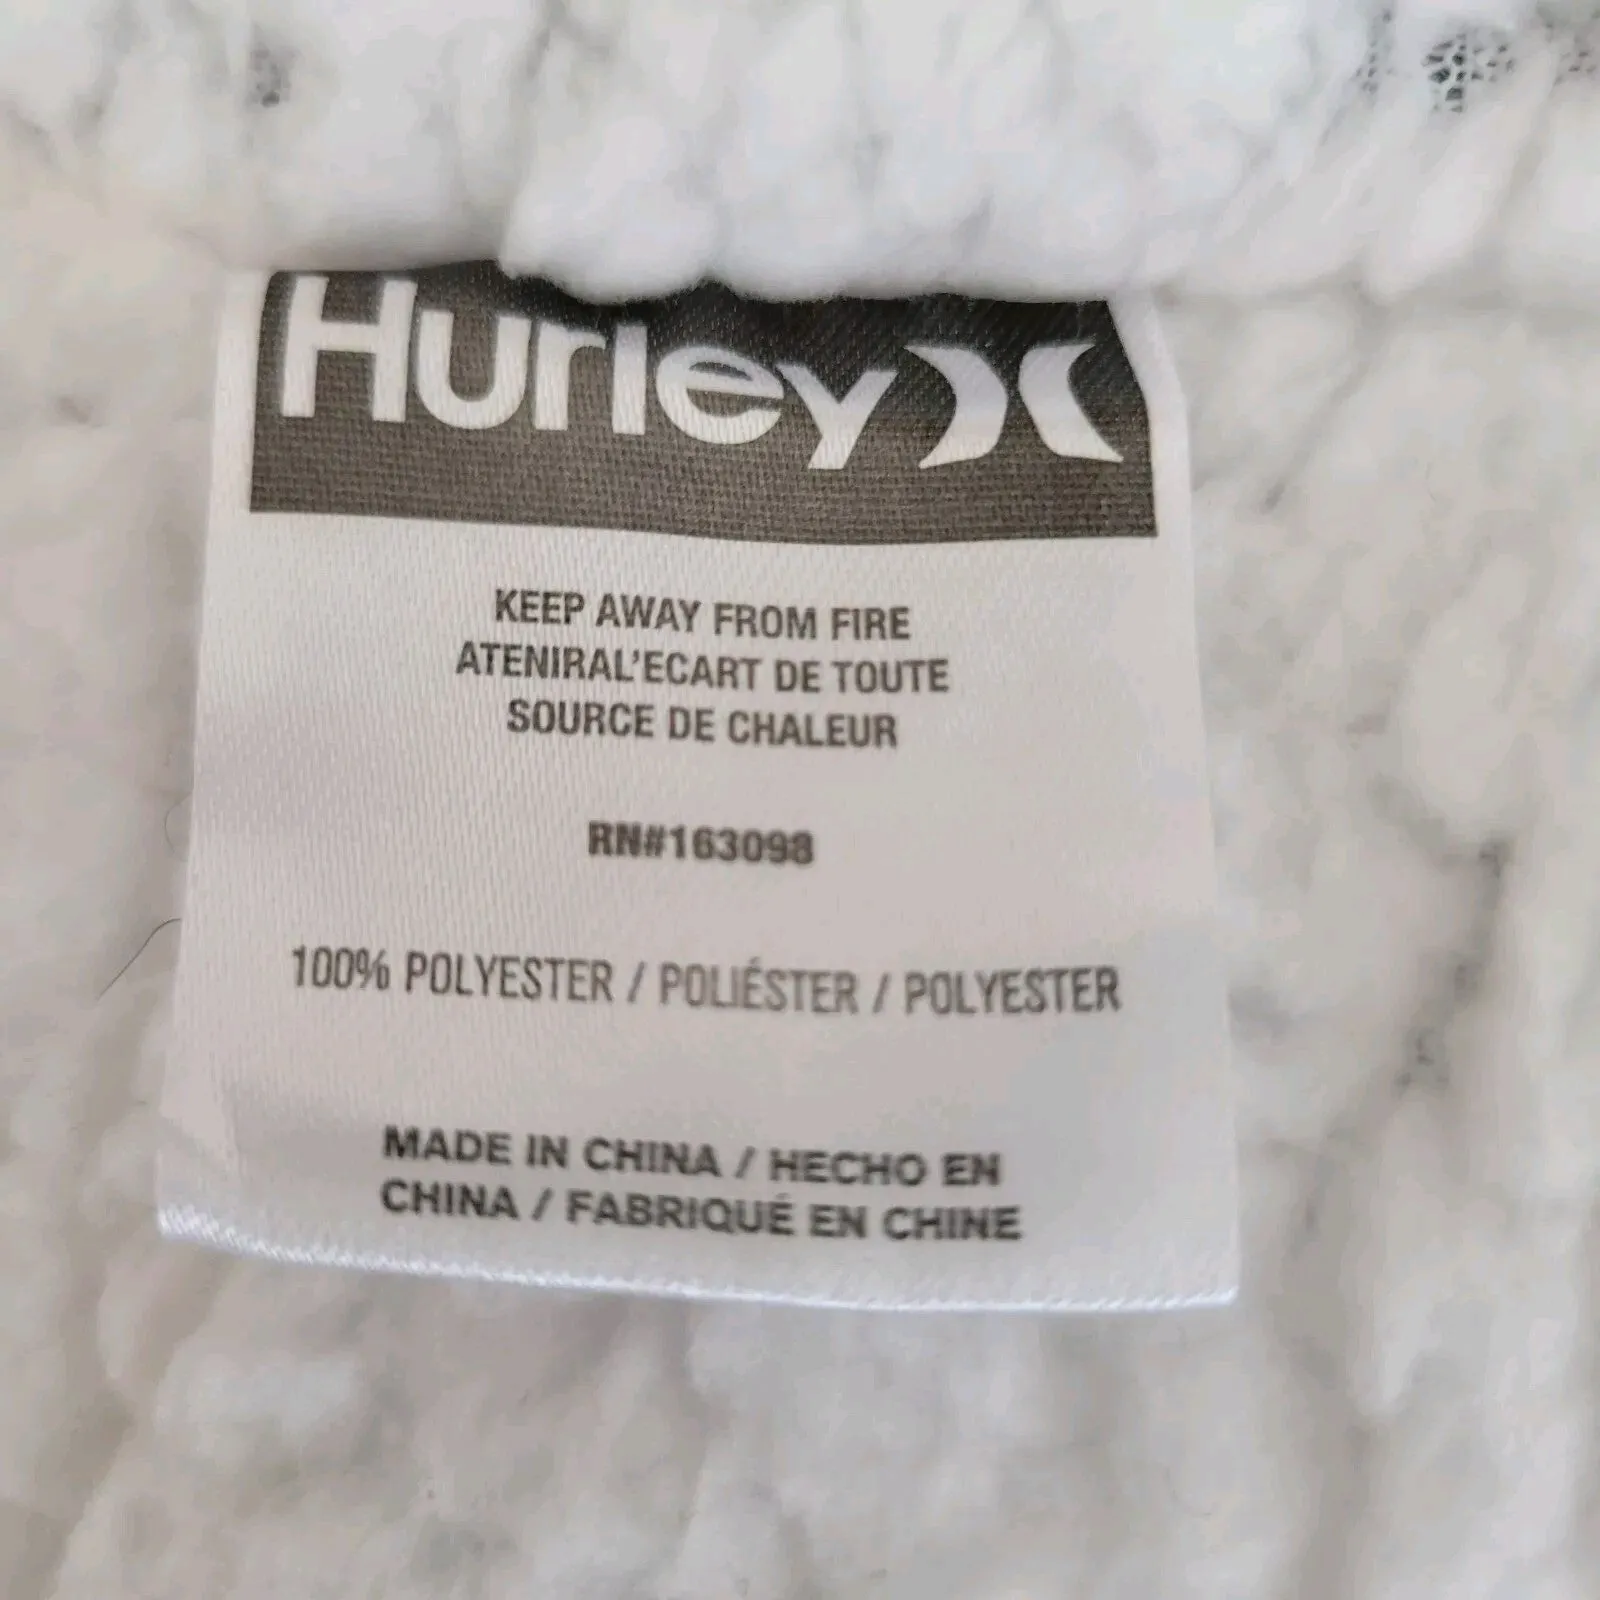 Hurley
KEEP AWAY FROM FIRE
ATENIRAL'ECART DE TOUTE
SOURCE DE CHALEUR
RN#163098
100% POLYESTER / POLIÉSTER / POLYESTER
MADE IN CHINA / HECHO EN
CHINA / FABRIQUÉ EN CHINE